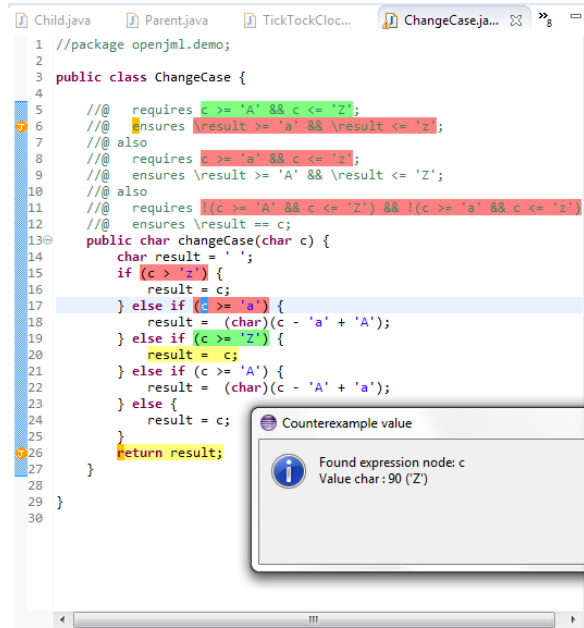 Child.java Parent.java TickTockCloc... ChangeCase.ja... »8
1 //package openjml.demo;
2
3 public class ChangeCase {
4
5 //@ requires c >= 'A' && c <= 'Z';
6 //@ ensures \result >= 'a' && \result <= 'z';
7 //@ also
8 //@ requires c >= 'a' && c <= 'z';
9 //@ ensures \result >= 'A' && \result <= 'Z';
10 //@ also
11 //@ requires !(c >= 'A' && c <= 'Z') && !(c >= 'a' && c <= 'z')
12 //@ ensures \result == c;
13 public char changeCase(char c) {
14 char result = ' ';
15 if (c > 'z') {
16 result = c;
17 } else if (c >= 'a') {
18 result = (char)(c - 'a' + 'A');
19 } else if (c >= 'Z') {
20 result = c;
21 } else if (c >= 'A') {
22 result = (char)(c - 'A' + 'a');
23 } else {
24 result = c;
25 }
26 return result;
27 }
28
29 }
30
Counterexample value
Found expression node: c
Value char : 90 ('Z')